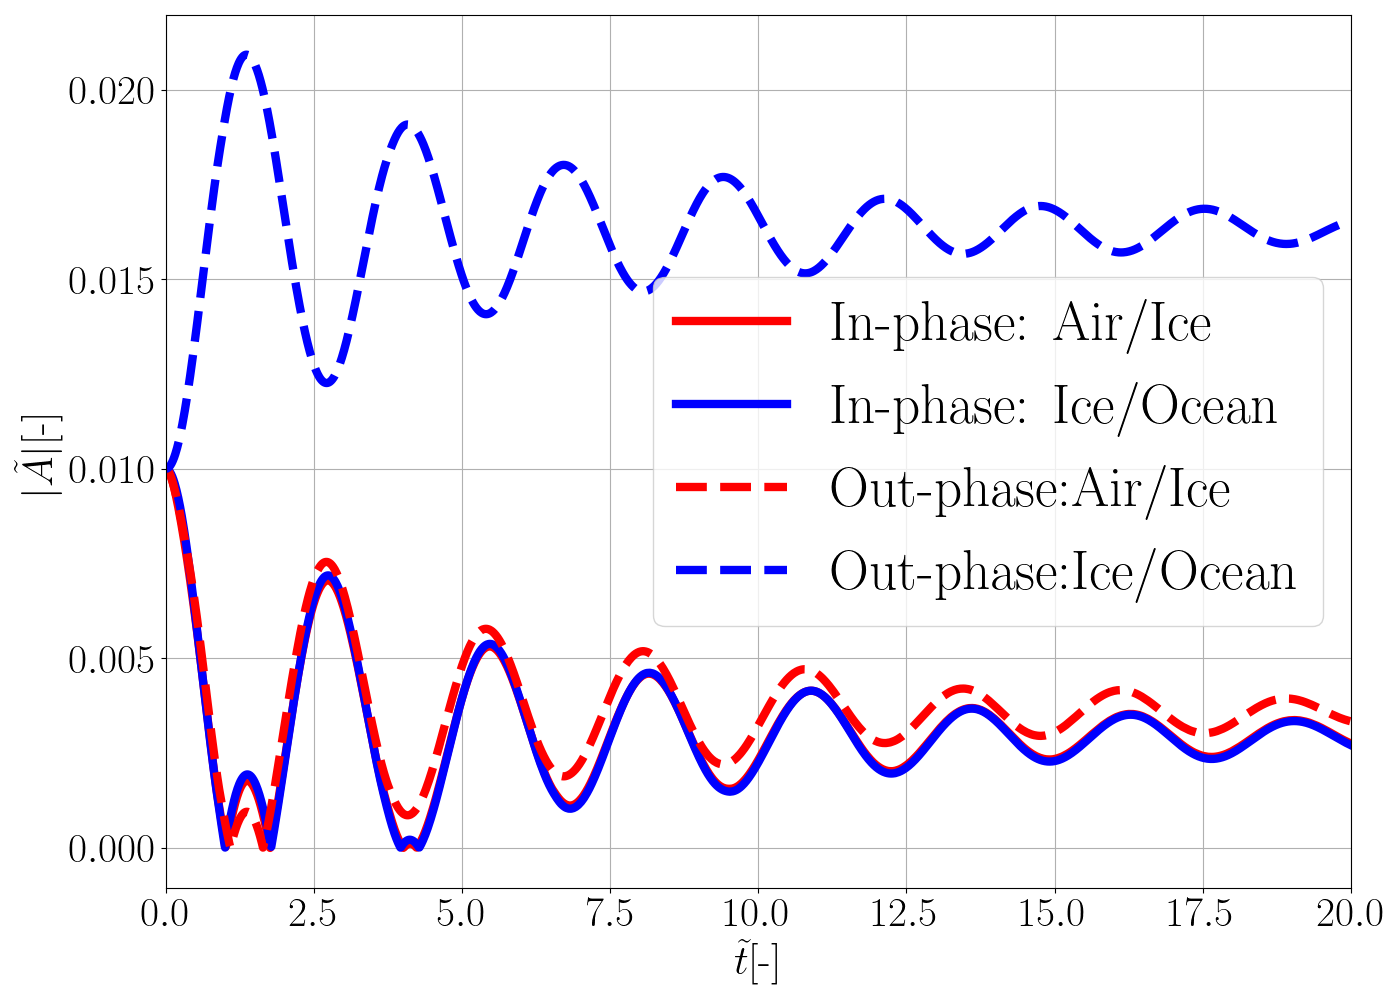 0.020
0.015
0.010
0.005
0.000
|Ã|[-]
In-phase: Air/Ice
In-phase: Ice/Ocean
Out-phase:Air/Ice
Out-phase:Ice/Ocean
0.0 2.5 5.0 7.5 10.0 12.5 15.0 17.5 20.0
t̃[-]